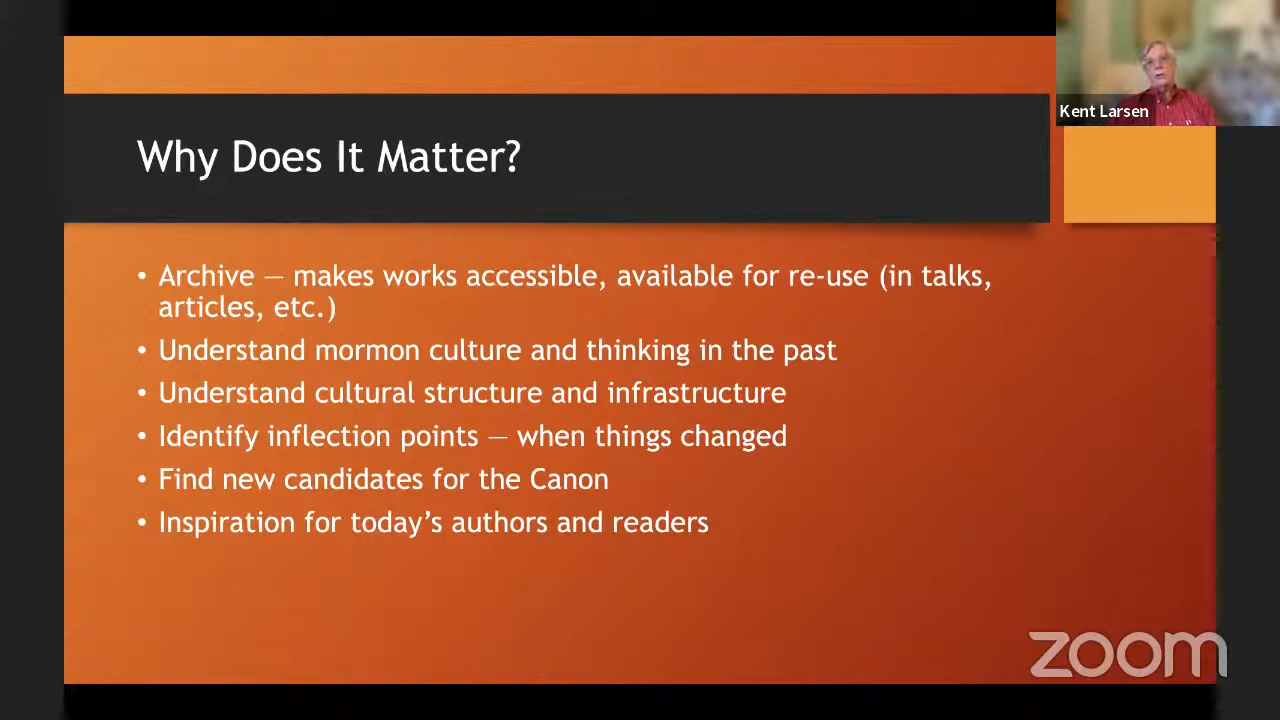 Kent Larsen
Why Does It Matter?
• Archive — makes works accessible, available for re-use (in talks,
articles, etc.)
• Understand mormon culture and thinking in the past
• Understand cultural structure and infrastructure
• Identify inflection points — when things changed
• Find new candidates for the Canon
• Inspiration for today’s authors and readers
zoom